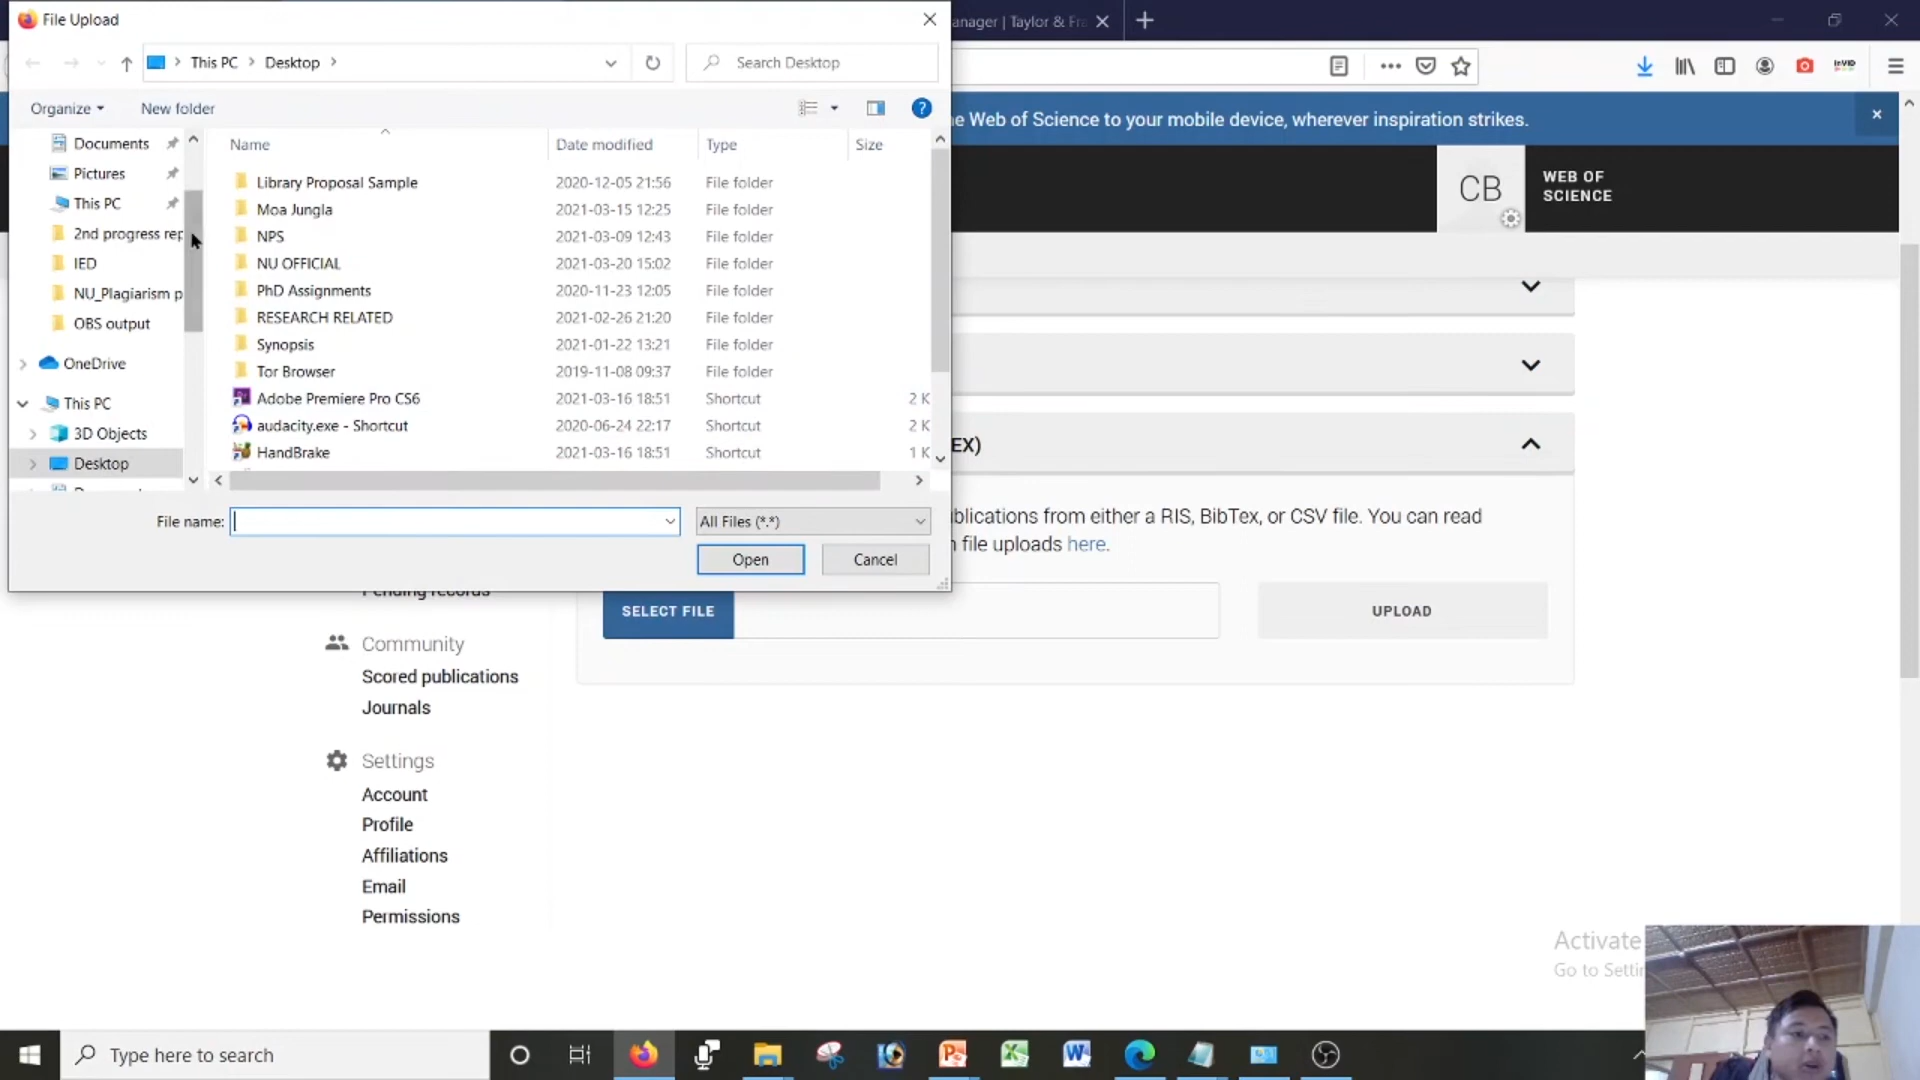 File Upload
anager | Taylor & Fra
This PC
Desktop
Search Desktop
InVID
Organize
New folder
e Web of Science to your mobile device, wherever inspiration strikes.
Documents
Pictures
This PC
2nd progress rep
IED
NU_Plagiarism p
OBS output
OneDrive
This PC
3D Objects
Desktop
Name Date modified Type Size
Library Proposal Sample 2020-12-05 21:56 File folder
Moa Jungla 2021-03-15 12:25 File folder
NPS 2021-03-09 12:43 File folder
NU OFFICIAL 2021-03-20 15:02 File folder
PhD Assignments 2020-11-23 12:05 File folder
RESEARCH RELATED 2021-02-26 21:20 File folder
Synopsis 2021-01-22 13:21 File folder
Tor Browser 2019-11-08 09:37 File folder
Adobe Premiere Pro CS6 2021-03-16 18:51 Shortcut 2 K
audacity.exe - Shortcut 2020-06-24 22:17 Shortcut 2 K
HandBrake 2021-03-16 18:51 Shortcut 1 K
File name:
All Files (*.*)
Open
Cancel
CB
WEB OF
SCIENCE
EX)
blications from either a RIS, BibTex, or CSV file. You can read
file uploads here.
SELECT FILE
UPLOAD
Pending records
Community
Scored publications
Journals
Settings
Account
Profile
Affiliations
Email
Permissions
Activate
Go to Setti
Type here to search